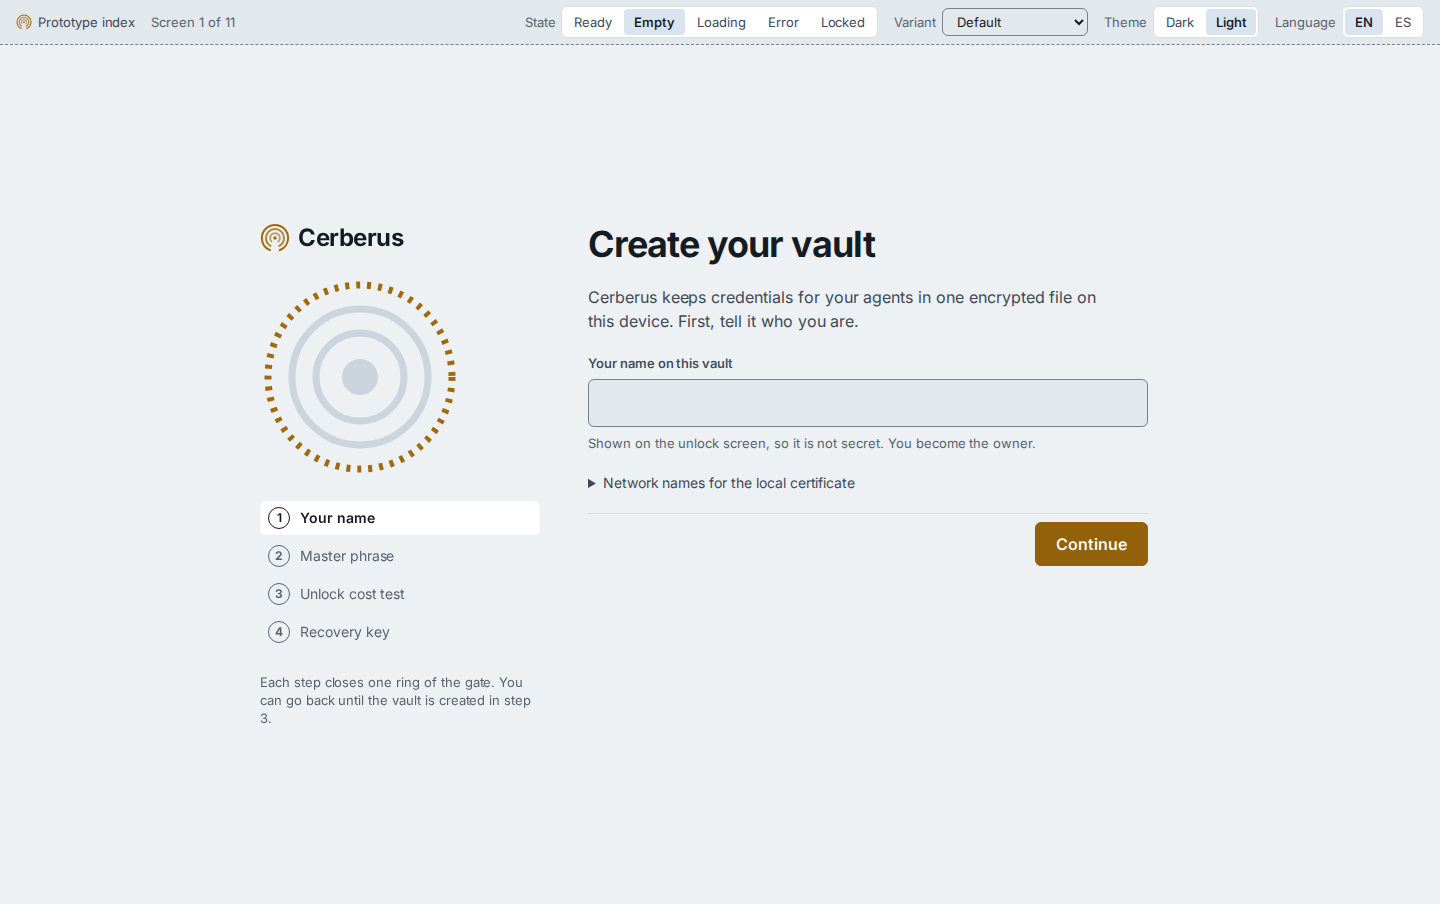 Prototype index Screen 1 of 11 State Ready Empty Loading Error Locked Variant Default Theme Dark Light Language EN ES
Cerberus
1 Your name
2 Master phrase
3 Unlock cost test
4 Recovery key
Each step closes one ring of the gate. You
can go back until the vault is created in step
3.
Create your vault
Cerberus keeps credentials for your agents in one encrypted file on
this device. First, tell it who you are.
Your name on this vault
Shown on the unlock screen, so it is not secret. You become the owner.
Network names for the local certificate
Continue